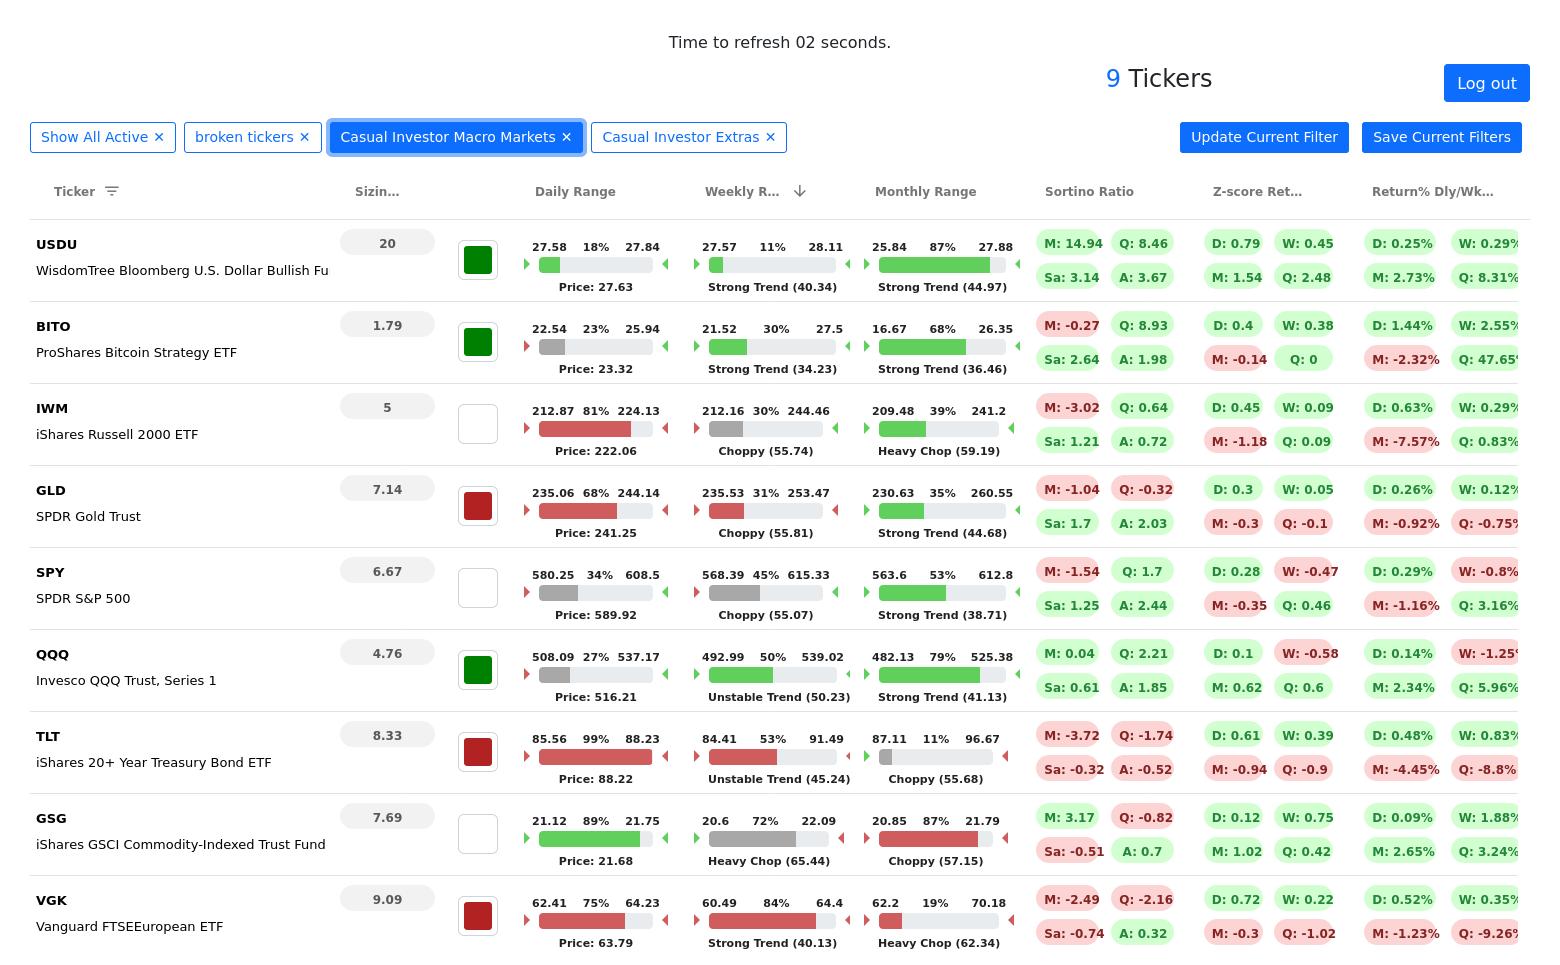 Time to refresh 02 seconds.
9 Tickers
Log out
Show All Active ✕ broken tickers ✕ Casual Investor Macro Markets ✕ Casual Investor Extras ✕ Update Current Filter Save Current Filters
Ticker Sizin... Daily Range Weekly R... Monthly Range Sortino Ratio Z-score Ret... Return% Dly/Wk...
USDU 20 27.58 18% 27.84 27.57 11% 28.11 25.84 87% 27.88 M: 14.94 Q: 8.46 D: 0.79 W: 0.45 D: 0.25% W: 0.29%
WisdomTree Bloomberg U.S. Dollar Bullish Fu Price: 27.63 Strong Trend (40.34) Strong Trend (44.97) Sa: 3.14 A: 3.67 M: 1.54 Q: 2.48 M: 2.73% Q: 8.31%
BITO 1.79 22.54 23% 25.94 21.52 30% 27.5 16.67 68% 26.35 M: -0.27 Q: 8.93 D: 0.4 W: 0.38 D: 1.44% W: 2.55%
ProShares Bitcoin Strategy ETF Price: 23.32 Strong Trend (34.23) Strong Trend (36.46) Sa: 2.64 A: 1.98 M: -0.14 Q: 0 M: -2.32% Q: 47.65%
IWM 5 212.87 81% 224.13 212.16 30% 244.46 209.48 39% 241.2 M: -3.02 Q: 0.64 D: 0.45 W: 0.09 D: 0.63% W: 0.29%
iShares Russell 2000 ETF Price: 222.06 Choppy (55.74) Heavy Chop (59.19) Sa: 1.21 A: 0.72 M: -1.18 Q: 0.09 M: -7.57% Q: 0.83%
GLD 7.14 235.06 68% 244.14 235.53 31% 253.47 230.63 35% 260.55 M: -1.04 Q: -0.32 D: 0.3 W: 0.05 D: 0.26% W: 0.12%
SPDR Gold Trust Price: 241.25 Choppy (55.81) Strong Trend (44.68) Sa: 1.7 A: 2.03 M: -0.3 Q: -0.1 M: -0.92% Q: -0.75%
SPY 6.67 580.25 34% 608.5 568.39 45% 615.33 563.6 53% 612.8 M: -1.54 Q: 1.7 D: 0.28 W: -0.47 D: 0.29% W: -0.8%
SPDR S&P 500 Price: 589.92 Choppy (55.07) Strong Trend (38.71) Sa: 1.25 A: 2.44 M: -0.35 Q: 0.46 M: -1.16% Q: 3.16%
QQQ 4.76 508.09 27% 537.17 492.99 50% 539.02 482.13 79% 525.38 M: 0.04 Q: 2.21 D: 0.1 W: -0.58 D: 0.14% W: -1.25%
Invesco QQQ Trust, Series 1 Price: 516.21 Unstable Trend (50.23) Strong Trend (41.13) Sa: 0.61 A: 1.85 M: 0.62 Q: 0.6 M: 2.34% Q: 5.96%
TLT 8.33 85.56 99% 88.23 84.41 53% 91.49 87.11 11% 96.67 M: -3.72 Q: -1.74 D: 0.61 W: 0.39 D: 0.48% W: 0.83%
iShares 20+ Year Treasury Bond ETF Price: 88.22 Unstable Trend (45.24) Choppy (55.68) Sa: -0.32 A: -0.52 M: -0.94 Q: -0.9 M: -4.45% Q: -8.8%
GSG 7.69 21.12 89% 21.75 20.6 72% 22.09 20.85 87% 21.79 M: 3.17 Q: -0.82 D: 0.12 W: 0.75 D: 0.09% W: 1.88%
iShares GSCI Commodity-Indexed Trust Fund Price: 21.68 Heavy Chop (65.44) Choppy (57.15) Sa: -0.51 A: 0.7 M: 1.02 Q: 0.42 M: 2.65% Q: 3.24%
VGK 9.09 62.41 75% 64.23 60.49 84% 64.4 62.2 19% 70.18 M: -2.49 Q: -2.16 D: 0.72 W: 0.22 D: 0.52% W: 0.35%
Vanguard FTSEEuropean ETF Price: 63.79 Strong Trend (40.13) Heavy Chop (62.34) Sa: -0.74 A: 0.32 M: -0.3 Q: -1.02 M: -1.23% Q: -9.26%